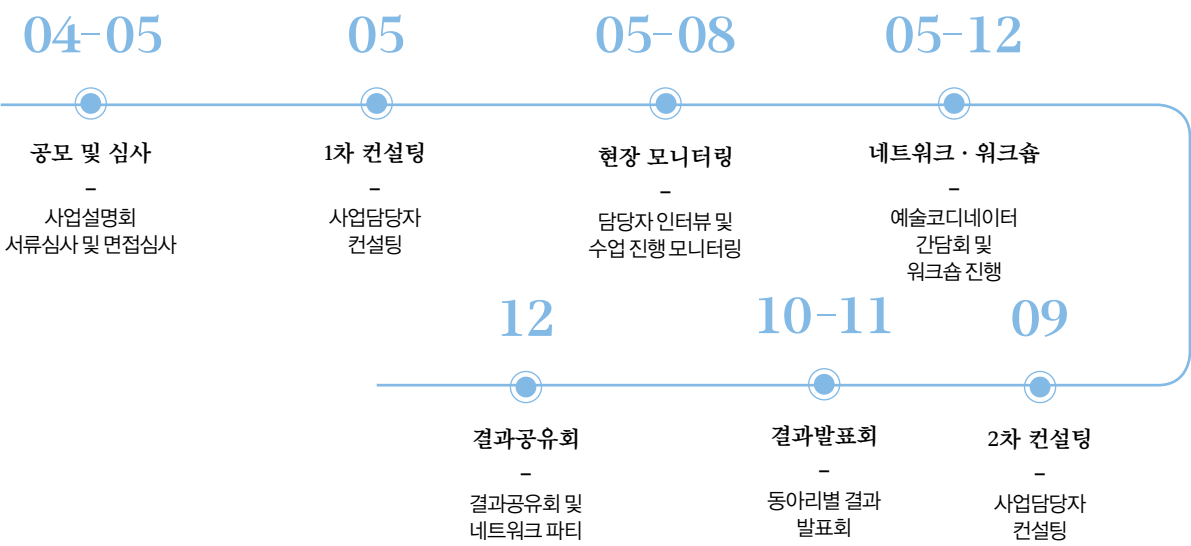 04-05
공모 및 심사
-
사업설명회
서류심사 및 면접심사
05
1차 컨설팅
-
사업담당자
컨설팅
05-08
현장 모니터링
-
담당자 인터뷰 및
수업 진행 모니터링
05-12
네트워크 · 워크숍
-
예술코디네이터
간담회 및
워크숍 진행
09
2차 컨설팅
-
사업담당자
컨설팅
10-11
결과발표회
-
동아리별 결과
발표회
12
결과공유회
-
결과공유회 및
네트워크 파티